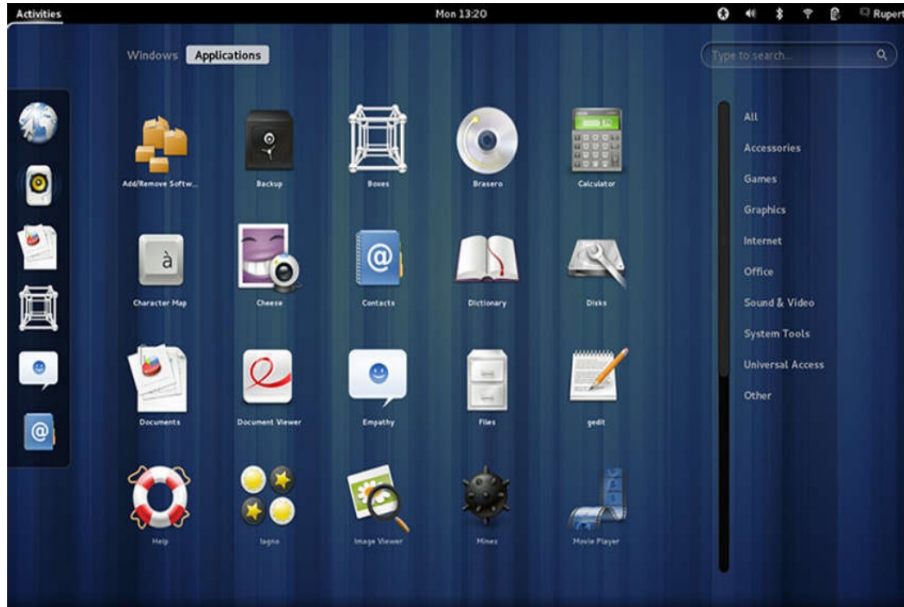 Activities Mon 13:20 Rupert
Windows Applications Type to search...
Add/Remove Softw... Backup Boxes Brasero Calculator
Character Map Cheese Contacts Dictionary Disks
Documents Document Viewer Empathy Files gedit
Help Iagno Image Viewer Mines Movie Player
All
Accessories
Games
Graphics
Internet
Office
Sound & Video
System Tools
Universal Access
Other